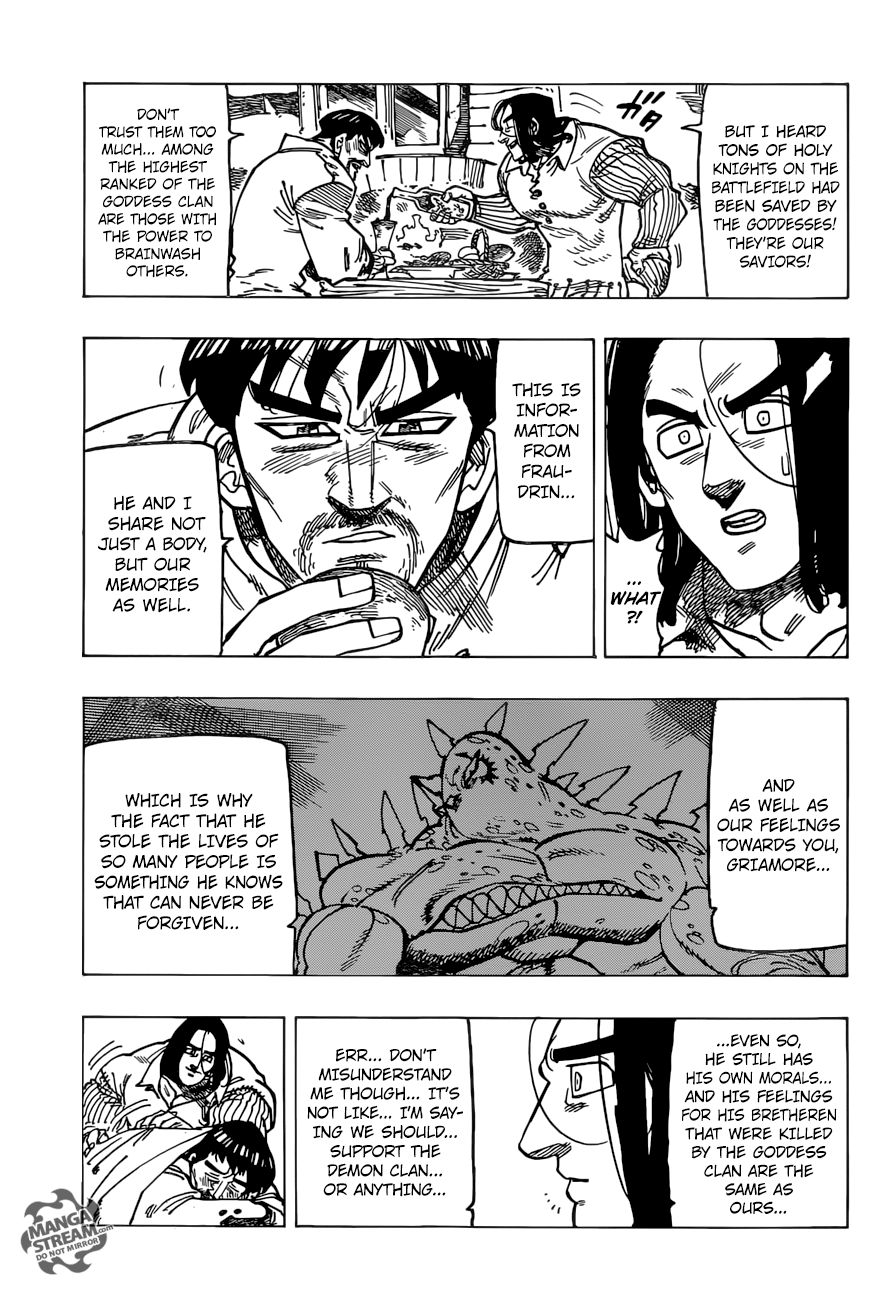 BUT I HEARD
TONS OF HOLY
KNIGHTS ON THE
BATTLEFIELD HAD
BEEN SAVED BY
THE GODDESSES!
THEY'RE OUR
SAVIORS!
ガタ
DON'T
TRUST THEM TOO
MUCH... AMONG
THE HIGHEST
RANKED OF THE
GODDESS CLAN
ARE THOSE WITH
THE POWER TO
BRAINWASH
OTHERS.
...
WHAT
?!
THIS IS
INFOR-
MATION
FROM
FRAU-
DRIN...
HE AND I
SHARE NOT
JUST A BODY,
BUT OUR
MEMORIES
AS WELL.
AND
AS WELL AS
OUR FEELINGS
TOWARDS YOU,
GRIAMORE...
WHICH IS WHY
THE FACT THAT HE
STOLE THE LIVES OF
SO MANY PEOPLE IS
SOMETHING HE KNOWS
THAT CAN NEVER BE
FORGIVEN...
...EVEN SO,
HE STILL HAS
HIS OWN MORALS...
AND HIS FEELINGS
FOR HIS BRETHEREN
THAT WERE KILLED
BY THE GODDESS
CLAN ARE THE
SAME AS
OURS...
ERR... DON'T
MISUNDERSTAND
ME THOUGH... IT'S
NOT LIKE... I'M SAY-
ING WE SHOULD...
SUPPORT THE
DEMON CLAN...
OR ANYTHING...
MANGA
STREAM.com
DO NOT MIRROR